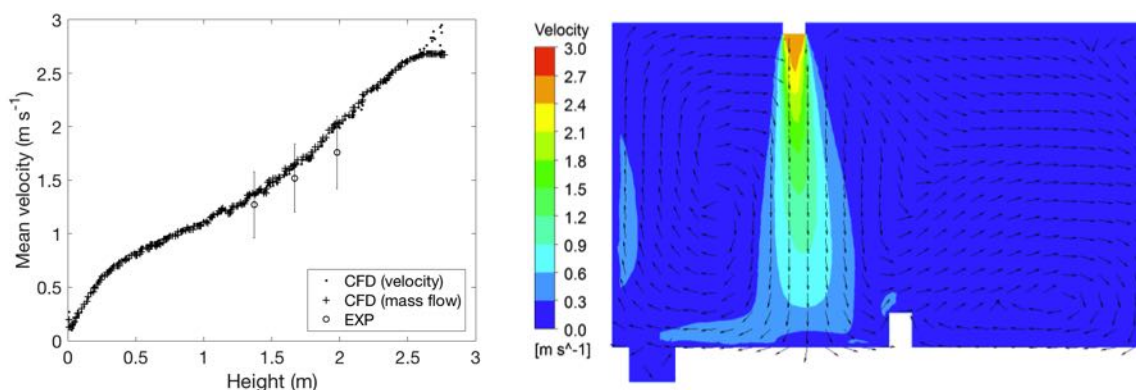 3
2.5
2
1.5
1
0.5
0
Mean velocity (m s⁻¹)
CFD (velocity)
CFD (mass flow)
EXP
0 0.5 1 1.5 2 2.5 3
Height (m)
Velocity
3.0
2.7
2.4
2.1
1.8
1.5
1.2
0.9
0.6
0.3
0.0
[m s^-1]